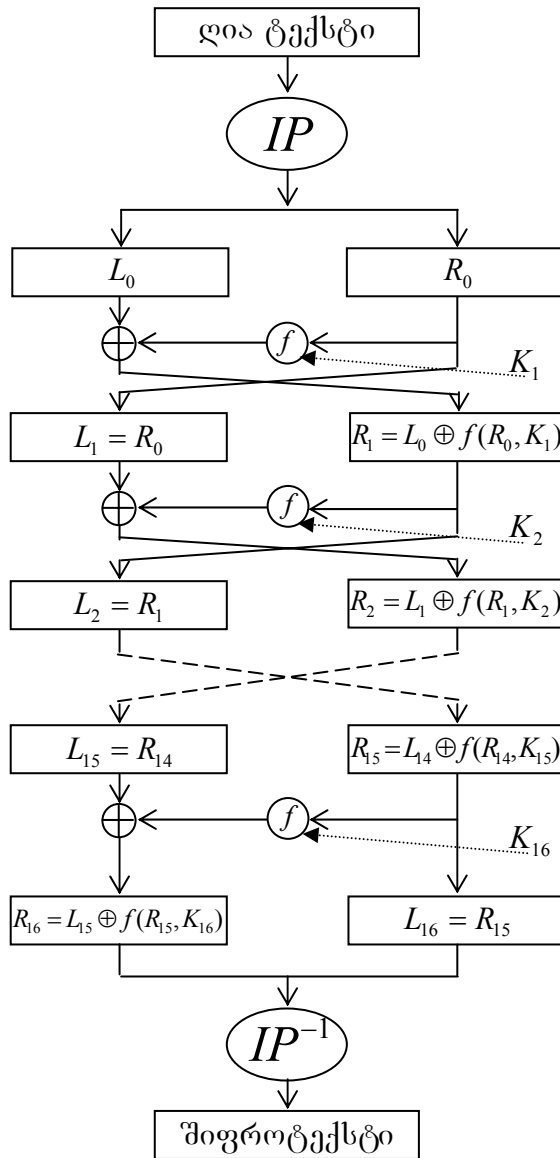 ღია ტექსტი
IP
L₀ R₀
f
K₁
L₁ = R₀ R₁ = L₀ ⊕ f(R₀, K₁)
f
K₂
L₂ = R₁ R₂ = L₁ ⊕ f(R₁, K₂)
L₁₅ = R₁₄ R₁₅ = L₁₄ ⊕ f(R₁₄, K₁₅)
f
K₁₆
R₁₆ = L₁₅ ⊕ f(R₁₅, K₁₆) L₁₆ = R₁₅
IP⁻¹
შიფროტექსტი